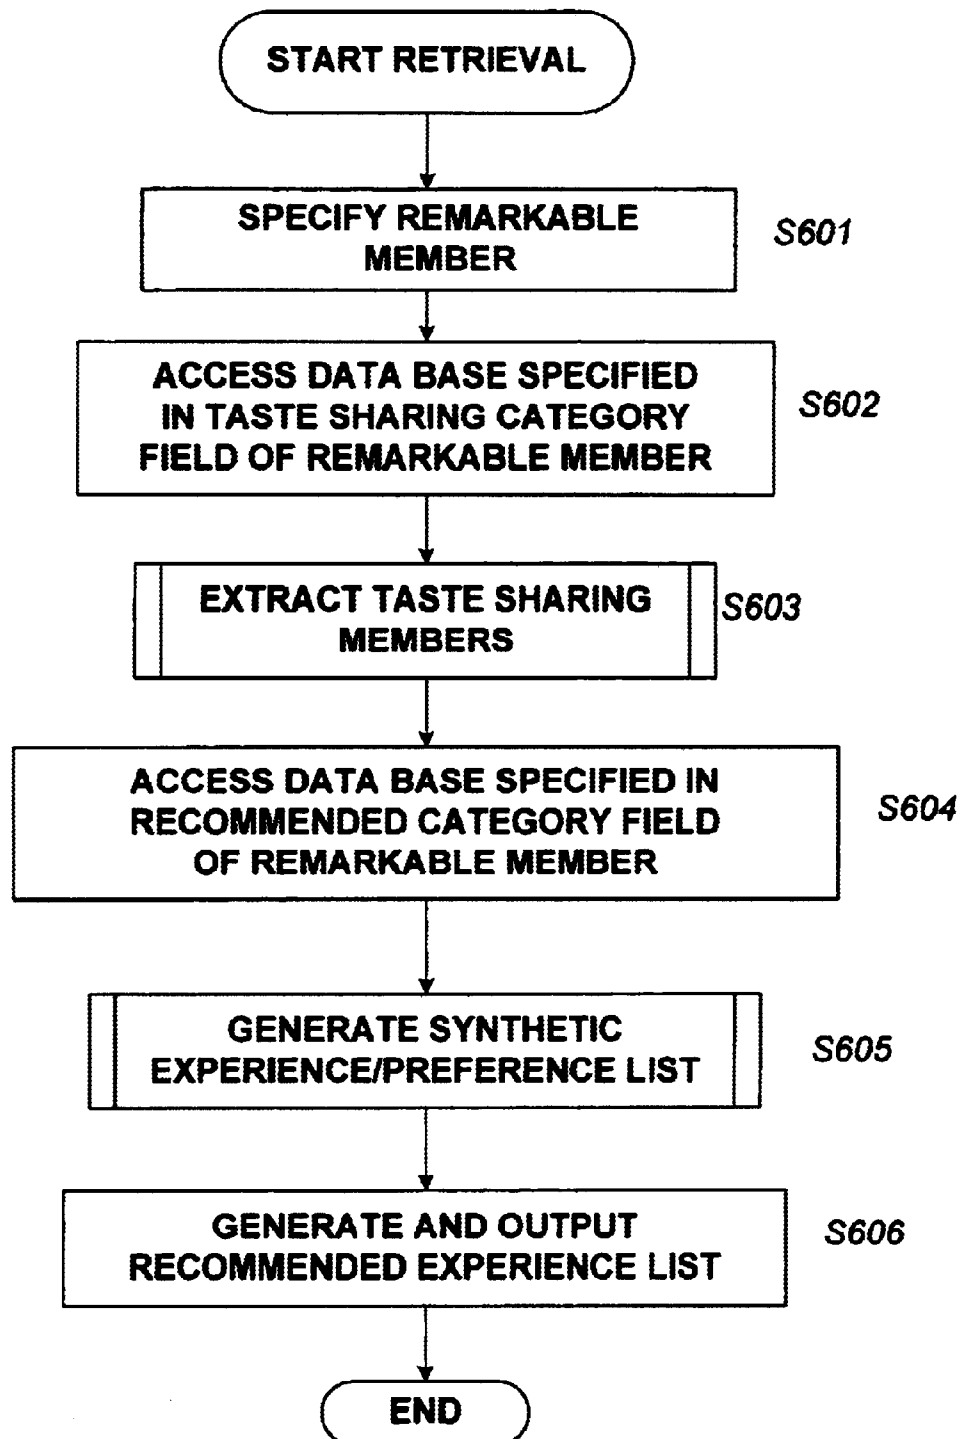 START RETRIEVAL
SPECIFY REMARKABLE
MEMBER
S601
ACCESS DATA BASE SPECIFIED
IN TASTE SHARING CATEGORY
FIELD OF REMARKABLE MEMBER
S602
EXTRACT TASTE SHARING
MEMBERS
S603
ACCESS DATA BASE SPECIFIED IN
RECOMMENDED CATEGORY FIELD
OF REMARKABLE MEMBER
S604
GENERATE SYNTHETIC
EXPERIENCE/PREFERENCE LIST
S605
GENERATE AND OUTPUT
RECOMMENDED EXPERIENCE LIST
S606
END